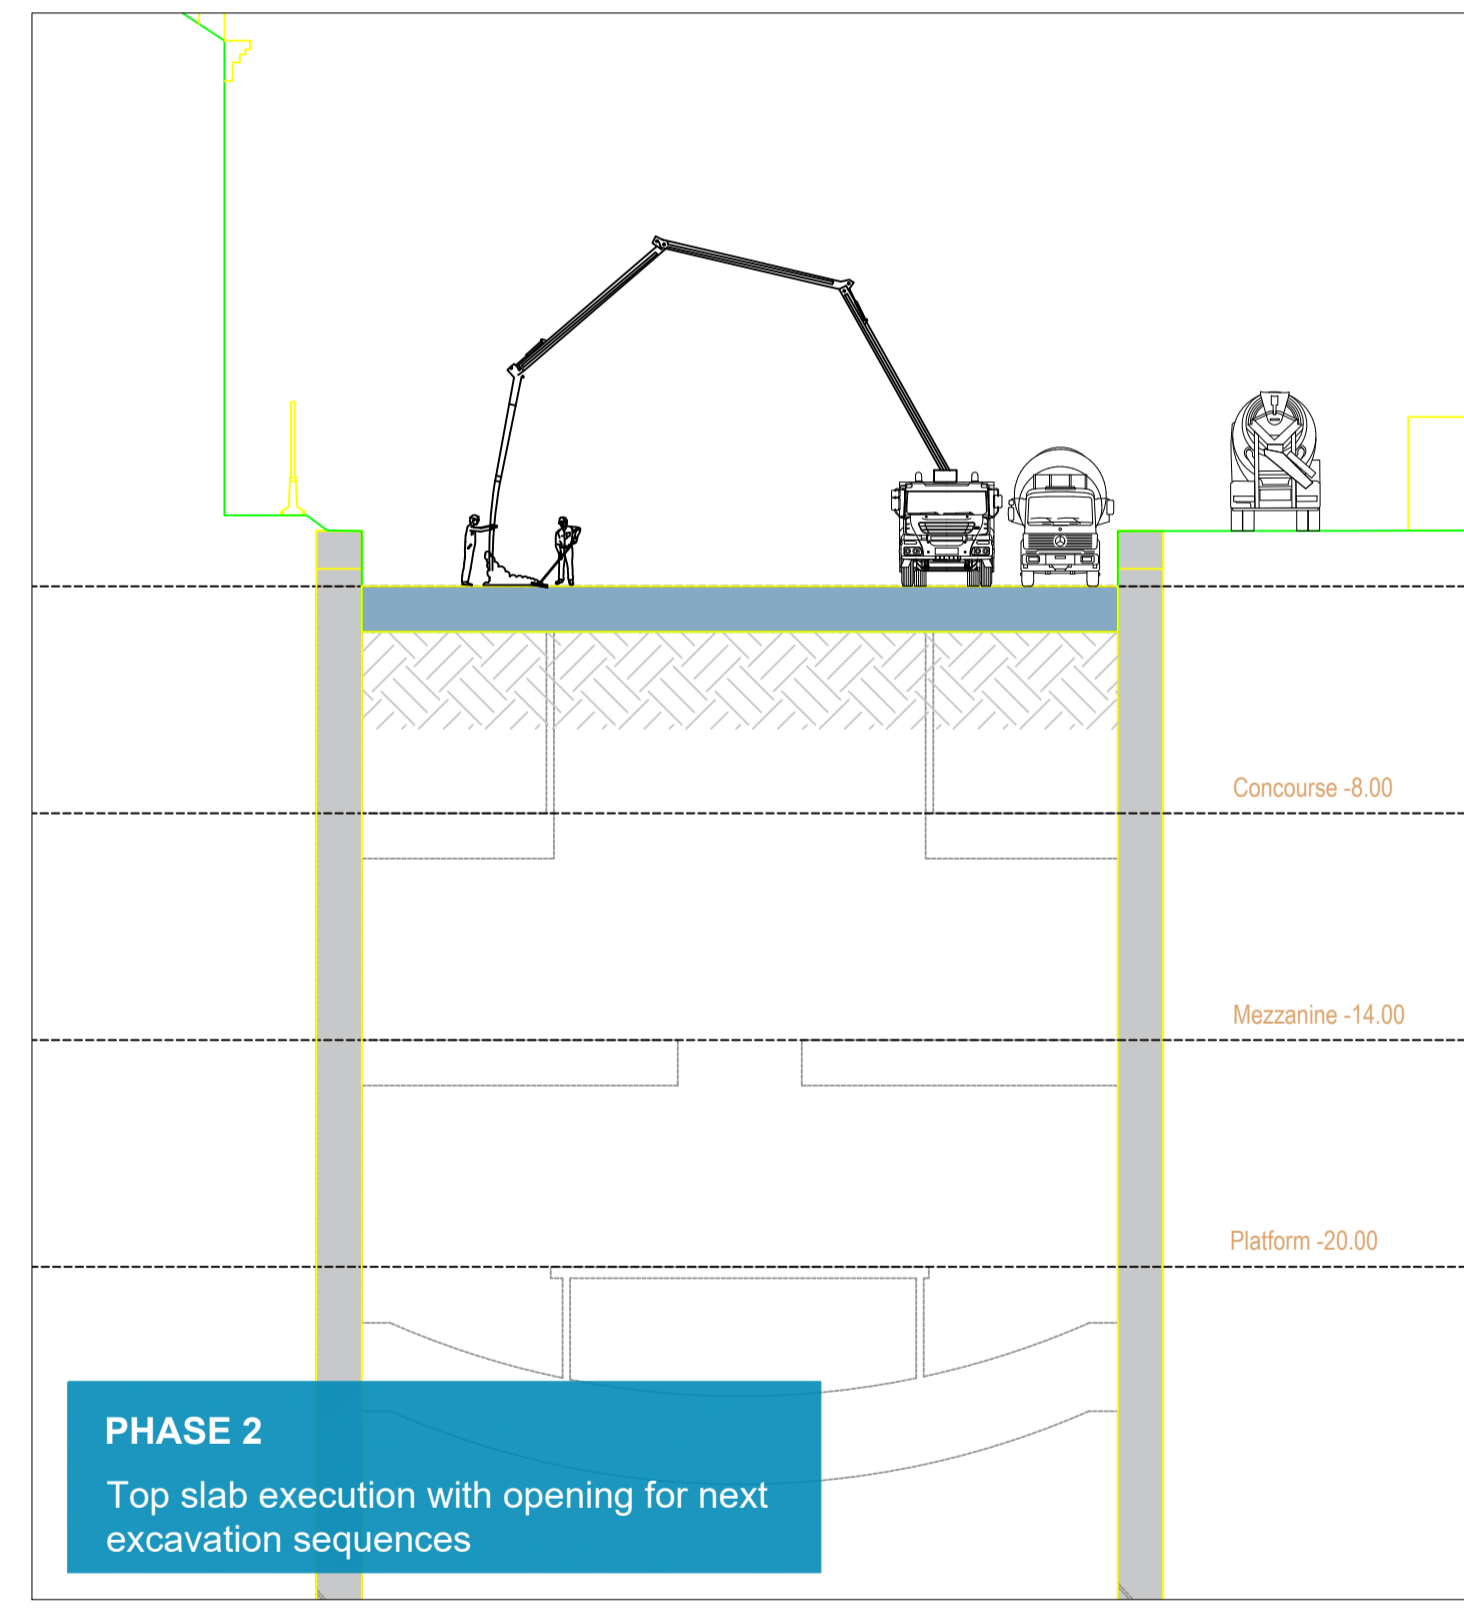 Concourse -8.00
Mezzanine -14.00
Platform -20.00
PHASE 2
Top slab execution with opening for next
excavation sequences